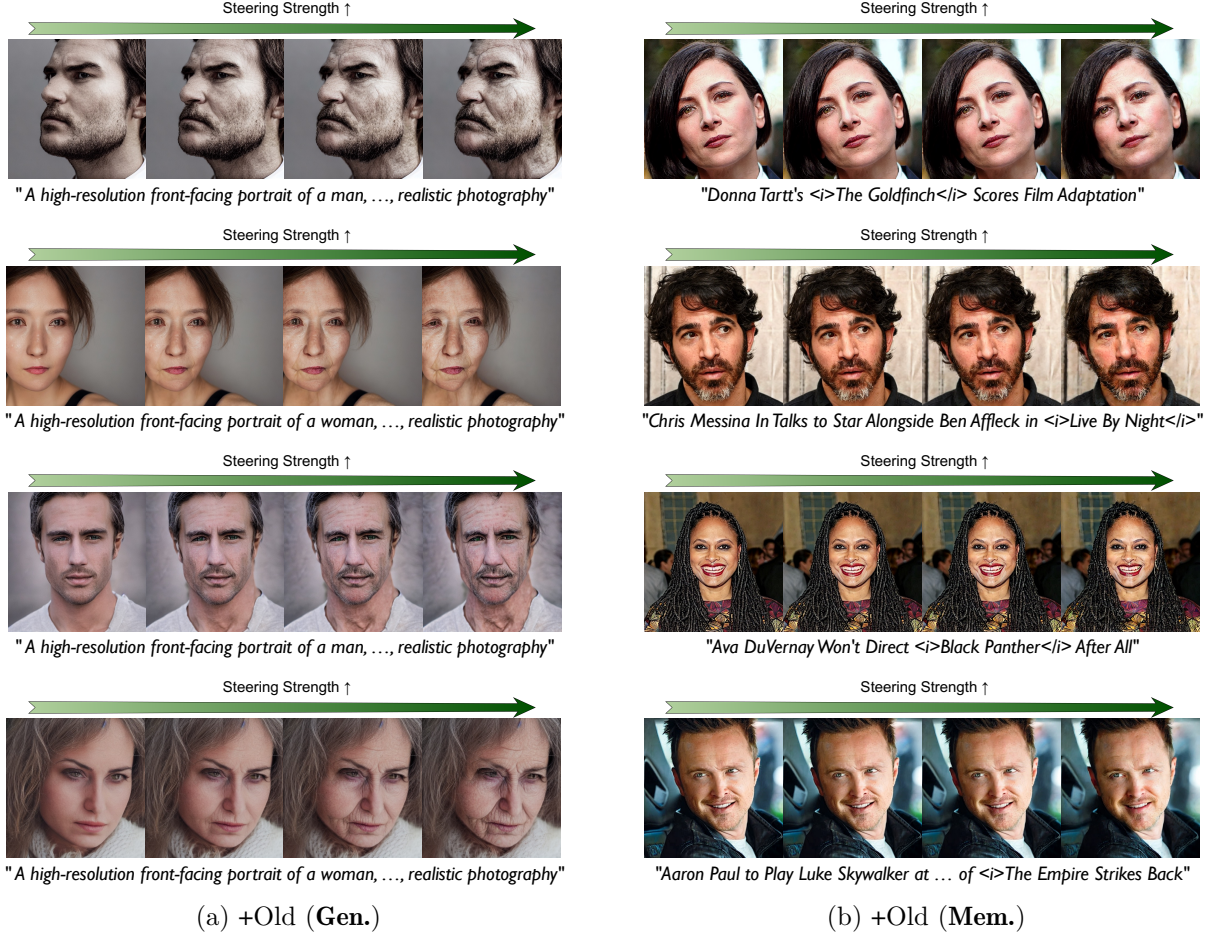 Steering Strength ↑
"A high-resolution front-facing portrait of a man, …, realistic photography"
Steering Strength ↑
"A high-resolution front-facing portrait of a woman, …, realistic photography"
Steering Strength ↑
"A high-resolution front-facing portrait of a man, …, realistic photography"
Steering Strength ↑
"A high-resolution front-facing portrait of a woman, …, realistic photography"
(a) +Old (Gen.)
Steering Strength ↑
"Donna Tartt's <i>The Goldfinch</i> Scores Film Adaptation"
Steering Strength ↑
"Chris Messina In Talks to Star Alongside Ben Affleck in <i>Live By Night</i>"
Steering Strength ↑
"Ava DuVernay Won't Direct <i>Black Panther</i> After All"
Steering Strength ↑
"Aaron Paul to Play Luke Skywalker at … of <i>The Empire Strikes Back"
(b) +Old (Mem.)